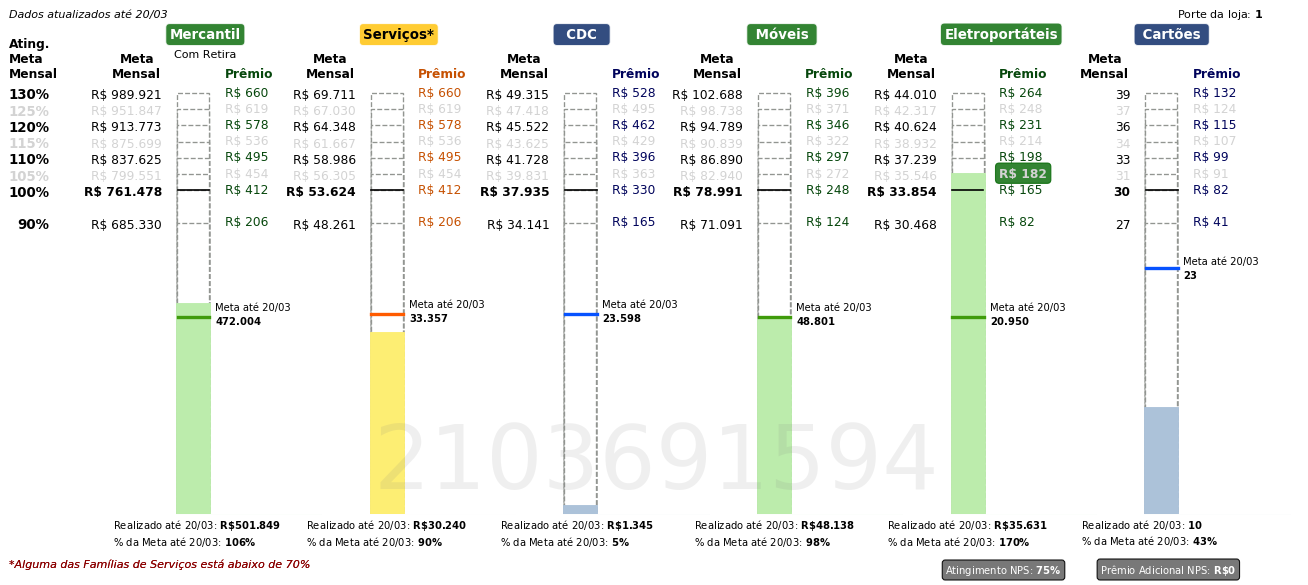 Dados atualizados até 20/03
Porte da loja: 1
Mercantil Serviços* CDC Móveis Eletroportáteis Cartões
Com Retira
Ating. Meta Mensal
Meta Mensal Prêmio Meta Mensal Prêmio Meta Mensal Prêmio Meta Mensal Prêmio Meta Mensal Prêmio Meta Mensal Prêmio
130% R$ 989.921 R$ 660 R$ 69.711 R$ 660 R$ 49.315 R$ 528 R$ 102.688 R$ 396 R$ 44.010 R$ 264 39 R$ 132
125% R$ 951.847 R$ 619 R$ 67.030 R$ 619 R$ 47.418 R$ 495 R$ 98.738 R$ 371 R$ 42.317 R$ 248 37 R$ 124
120% R$ 913.773 R$ 578 R$ 64.348 R$ 578 R$ 45.522 R$ 462 R$ 94.789 R$ 346 R$ 40.624 R$ 231 36 R$ 115
115% R$ 875.699 R$ 536 R$ 61.667 R$ 536 R$ 43.625 R$ 429 R$ 90.839 R$ 322 R$ 38.932 R$ 214 34 R$ 107
110% R$ 837.625 R$ 495 R$ 58.986 R$ 495 R$ 41.728 R$ 396 R$ 86.890 R$ 297 R$ 37.239 R$ 198 33 R$ 99
105% R$ 799.551 R$ 454 R$ 56.305 R$ 454 R$ 39.831 R$ 363 R$ 82.940 R$ 272 R$ 35.546 R$ 182 31 R$ 91
100% R$ 761.478 R$ 412 R$ 53.624 R$ 412 R$ 37.935 R$ 330 R$ 78.991 R$ 248 R$ 33.854 R$ 165 30 R$ 82
90% R$ 685.330 R$ 206 R$ 48.261 R$ 206 R$ 34.141 R$ 165 R$ 71.091 R$ 124 R$ 30.468 R$ 82 27 R$ 41
Meta até 20/03
23
Meta até 20/03 Meta até 20/03 Meta até 20/03 Meta até 20/03 Meta até 20/03
472.004 33.357 23.598 48.801 20.950
2103691594
Realizado até 20/03: R$501.849 Realizado até 20/03: R$30.240 Realizado até 20/03: R$1.345 Realizado até 20/03: R$48.138 Realizado até 20/03: R$35.631 Realizado até 20/03: 10
% da Meta até 20/03: 106% % da Meta até 20/03: 90% % da Meta até 20/03: 5% % da Meta até 20/03: 98% % da Meta até 20/03: 170% % da Meta até 20/03: 43%
*Alguma das Famílias de Serviços está abaixo de 70%
Atingimento NPS: 75% Prêmio Adicional NPS: R$0